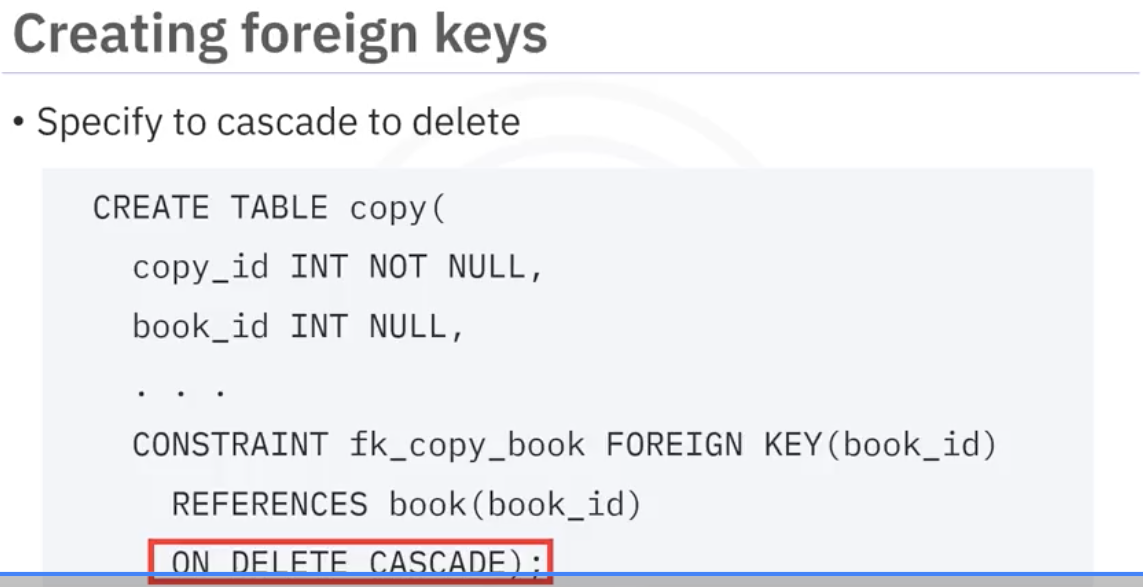 Creating foreign keys
• Specify to cascade to delete
CREATE TABLE copy(
copy_id INT NOT NULL,
book_id INT NULL,
. . .
CONSTRAINT fk_copy_book FOREIGN KEY(book_id)
REFERENCES book(book_id)
ON DELETE CASCADE);